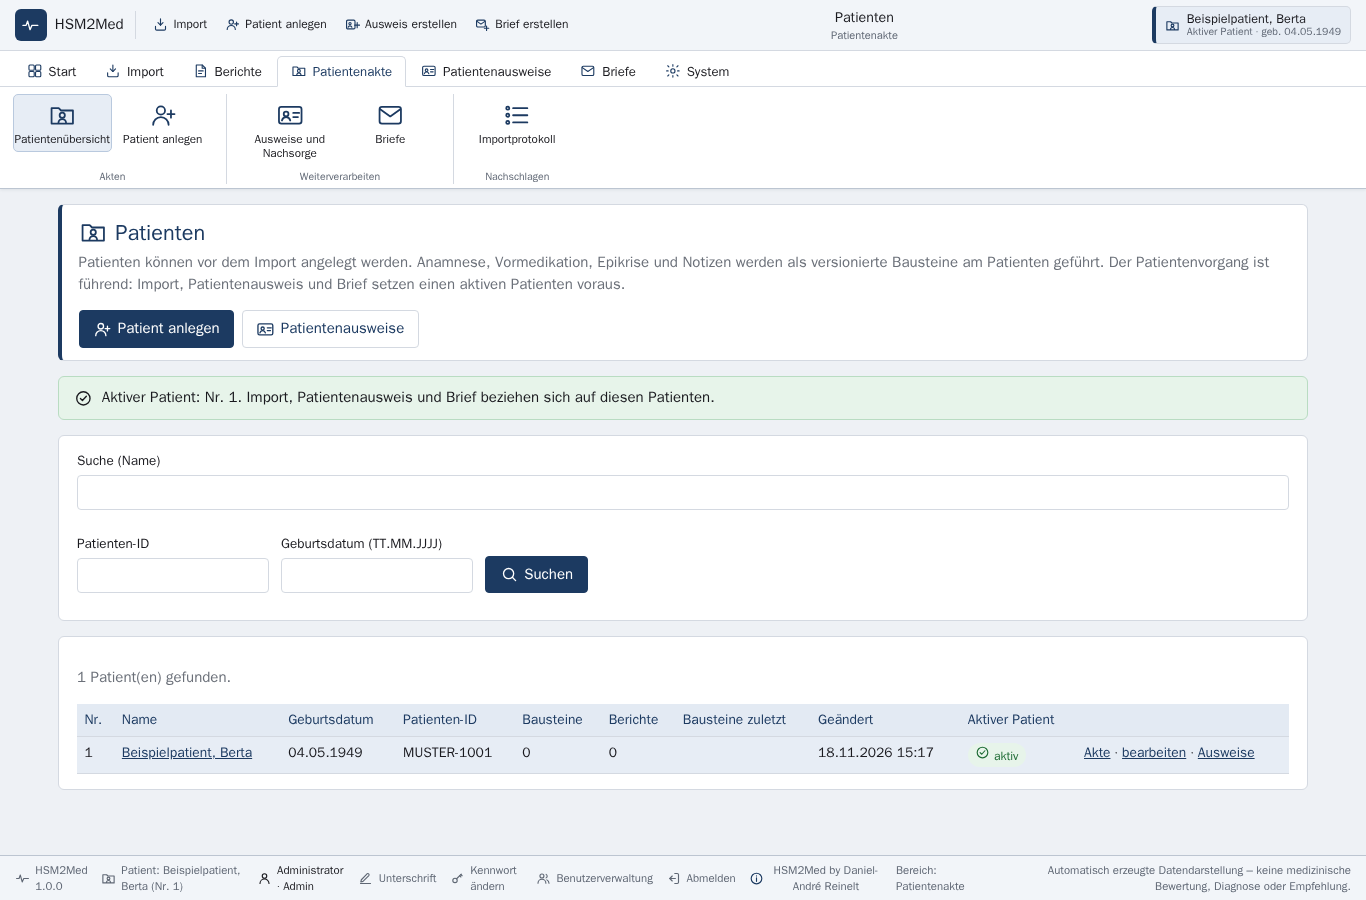 HSM2Med
Import
Patient anlegen
Ausweis erstellen
Brief erstellen
Patienten
Patientenakte
Beispielpatient, Berta
Aktiver Patient · geb. 04.05.1949
Start
Import
Berichte
Patientenakte
Patientenausweise
Briefe
System
Patientenübersicht
Patient anlegen
Akten
Ausweise und
Nachsorge
Briefe
Weiterverarbeiten
Importprotokoll
Nachschlagen
Patienten
Patienten können vor dem Import angelegt werden. Anamnese, Vormedikation, Epikrise und Notizen werden als versionierte Bausteine am Patienten geführt. Der Patientenvorgang ist
führend: Import, Patientenausweis und Brief setzen einen aktiven Patienten voraus.
Patient anlegen
Patientenausweise
Aktiver Patient: Nr. 1. Import, Patientenausweis und Brief beziehen sich auf diesen Patienten.
Suche (Name)
Patienten-ID
Geburtsdatum (TT.MM.JJJJ)
Suchen
1 Patient(en) gefunden.
Nr. Name Geburtsdatum Patienten-ID Bausteine Berichte Bausteine zuletzt Geändert Aktiver Patient
1 Beispielpatient, Berta 04.05.1949 MUSTER-1001 0 0 18.11.2026 15:17 aktiv Akte · bearbeiten · Ausweise
HSM2Med
1.0.0
Patient: Beispielpatient,
Berta (Nr. 1)
Administrator
· Admin
Unterschrift
Kennwort
ändern
Benutzerverwaltung
Abmelden
HSM2Med by Daniel-
André Reinelt
Bereich:
Patientenakte
Automatisch erzeugte Datendarstellung – keine medizinische
Bewertung, Diagnose oder Empfehlung.